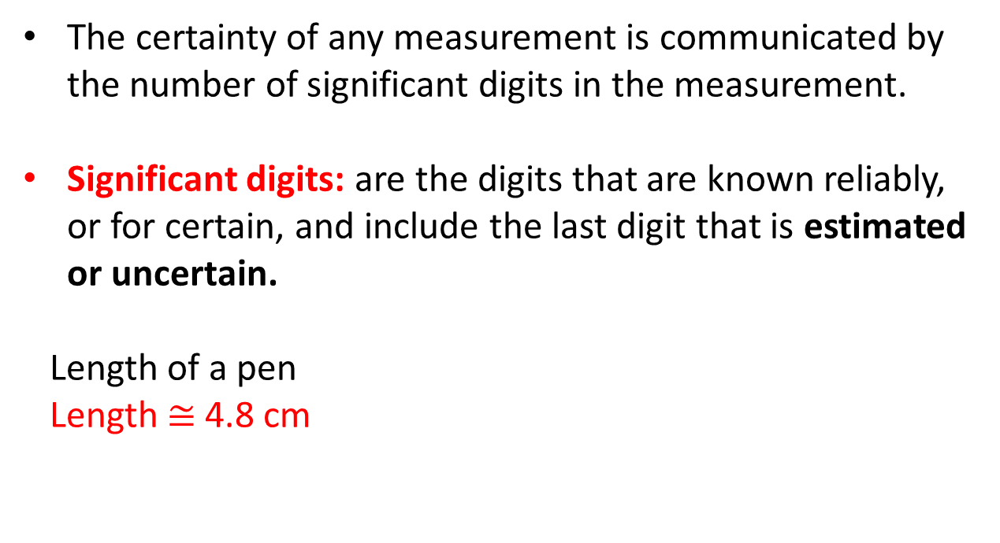 • The certainty of any measurement is communicated by
the number of significant digits in the measurement.
• Significant digits: are the digits that are known reliably,
or for certain, and include the last digit that is estimated
or uncertain.
Length of a pen
Length ≅ 4.8 cm